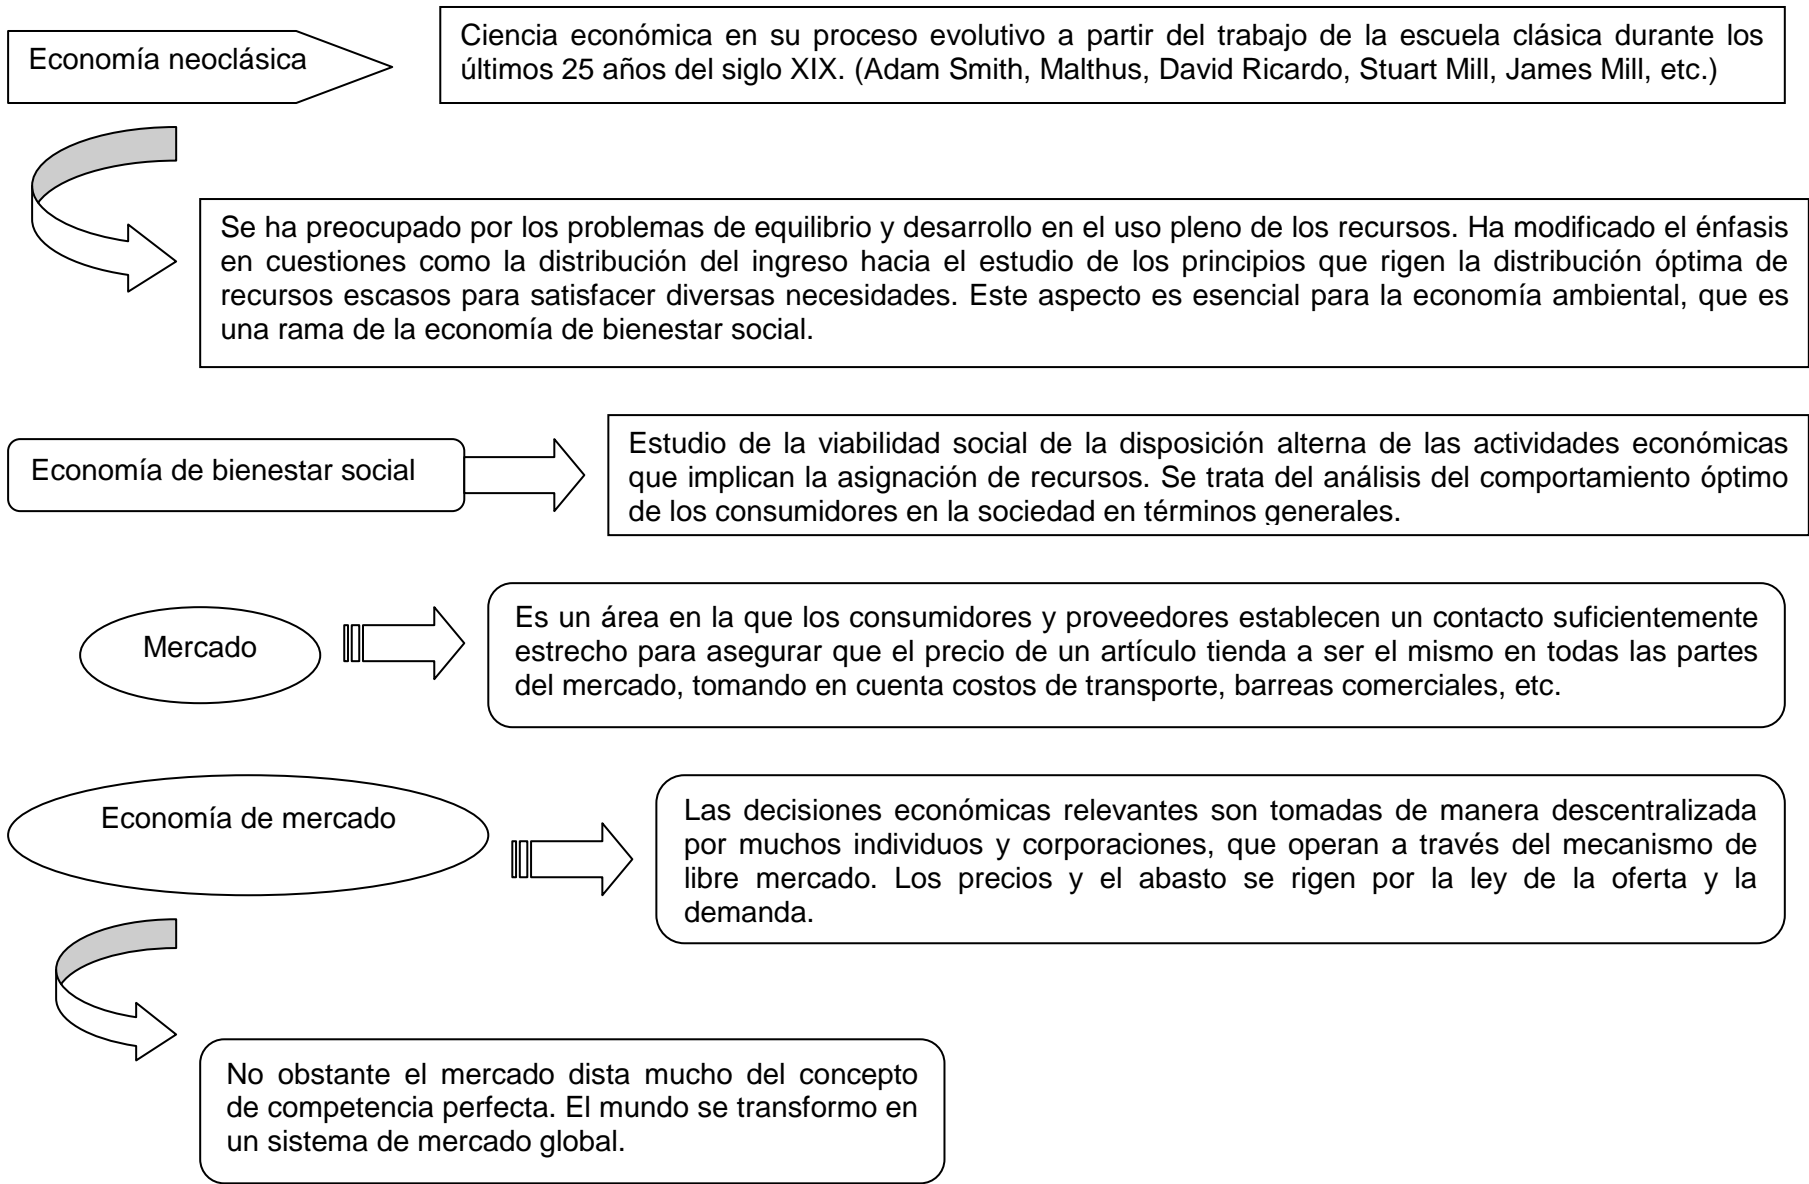 Economía neoclásica
Ciencia económica en su proceso evolutivo a partir del trabajo de la escuela clásica durante los
últimos 25 años del siglo XIX. (Adam Smith, Malthus, David Ricardo, Stuart Mill, James Mill, etc.)
Se ha preocupado por los problemas de equilibrio y desarrollo en el uso pleno de los recursos. Ha modificado el énfasis
en cuestiones como la distribución del ingreso hacia el estudio de los principios que rigen la distribución óptima de
recursos escasos para satisfacer diversas necesidades. Este aspecto es esencial para la economía ambiental, que es
una rama de la economía de bienestar social.
Economía de bienestar social
Estudio de la viabilidad social de la disposición alterna de las actividades económicas
que implican la asignación de recursos. Se trata del análisis del comportamiento óptimo
de los consumidores en la sociedad en términos generales.
Mercado
Es un área en la que los consumidores y proveedores establecen un contacto suficientemente
estrecho para asegurar que el precio de un artículo tienda a ser el mismo en todas las partes
del mercado, tomando en cuenta costos de transporte, barreas comerciales, etc.
Economía de mercado
Las decisiones económicas relevantes son tomadas de manera descentralizada
por muchos individuos y corporaciones, que operan a través del mecanismo de
libre mercado. Los precios y el abasto se rigen por la ley de la oferta y la
demanda.
No obstante el mercado dista mucho del concepto
de competencia perfecta. El mundo se transformo en
un sistema de mercado global.